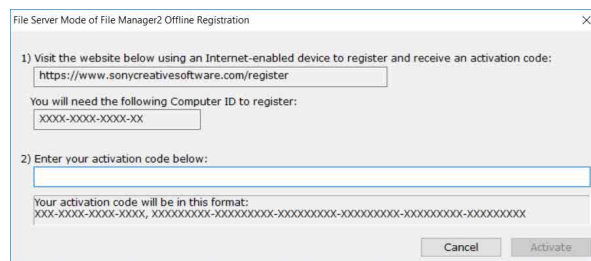 File Server Mode of File Manager2 Offline Registration
1) Visit the website below using an Internet-enabled device to register and receive an activation code:
https://www.sonycreativesoftware.com/register
You will need the following Computer ID to register:
XXXX-XXXX-XXXX-XX
2) Enter your activation code below:
Your activation code will be in this format:
XXX-XXXX-XXXX-XXXX, XXXXXXXXX-XXXXXXXXX-XXXXXXXXX-XXXXXXXXX-XXXXXXXXX-XXXXXXXXX
Cancel Activate